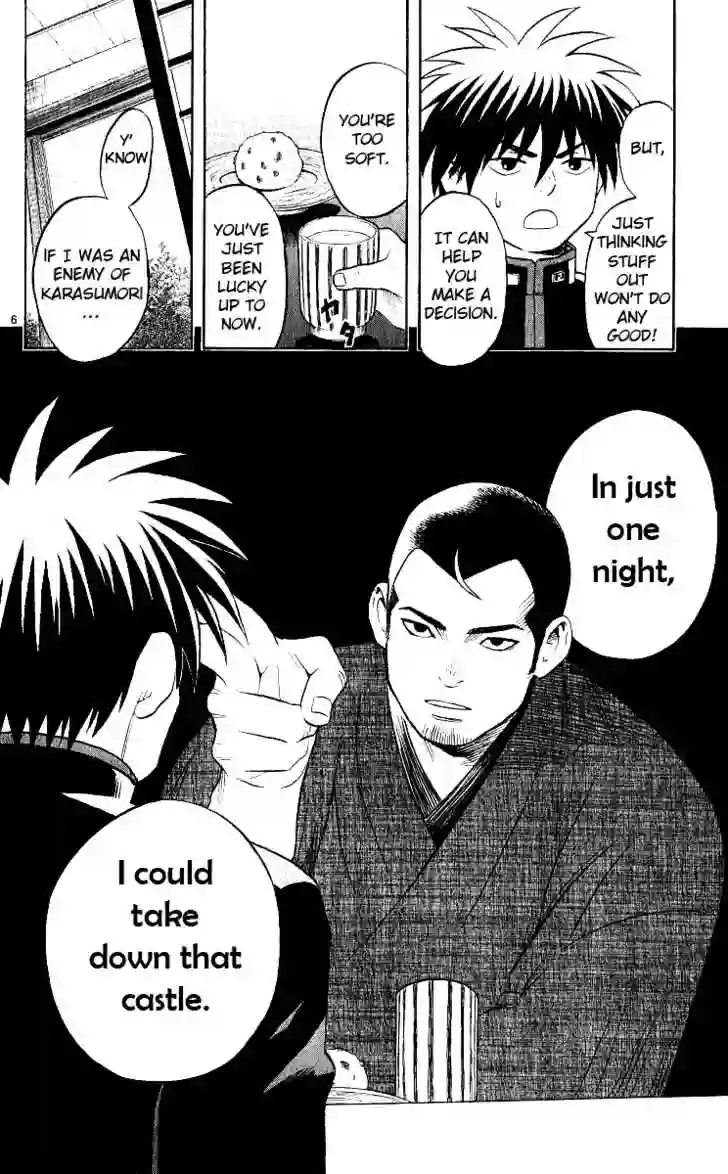 BUT,
JUST
THINKING
STUFF
OUT
WON'T DO
ANY
GOOD!
IT CAN
HELP
YOU
MAKE A
DECISION.
YOU'RE
TOO
SOFT.
YOU'VE
JUST
BEEN
LUCKY
UP TO
NOW.
ヤタ
Y'
KNOW
IF I WAS AN
ENEMY OF
KARASUMORI
...
6
In just
one
night,
I could
take
down that
castle.